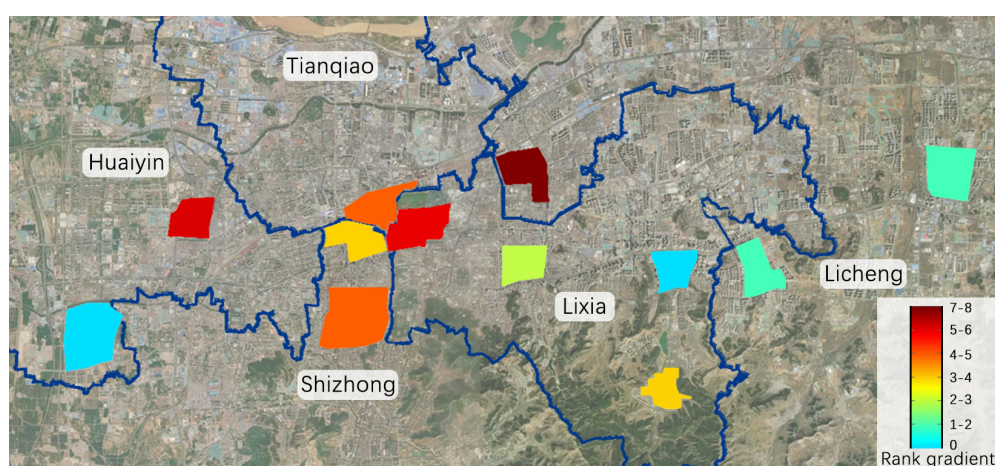 Tianqiao
Huaiyin
Licheng
Lixia
Shizhong
7-8
5-6
4-5
3-4
2-3
1-2
0
Rank gradient